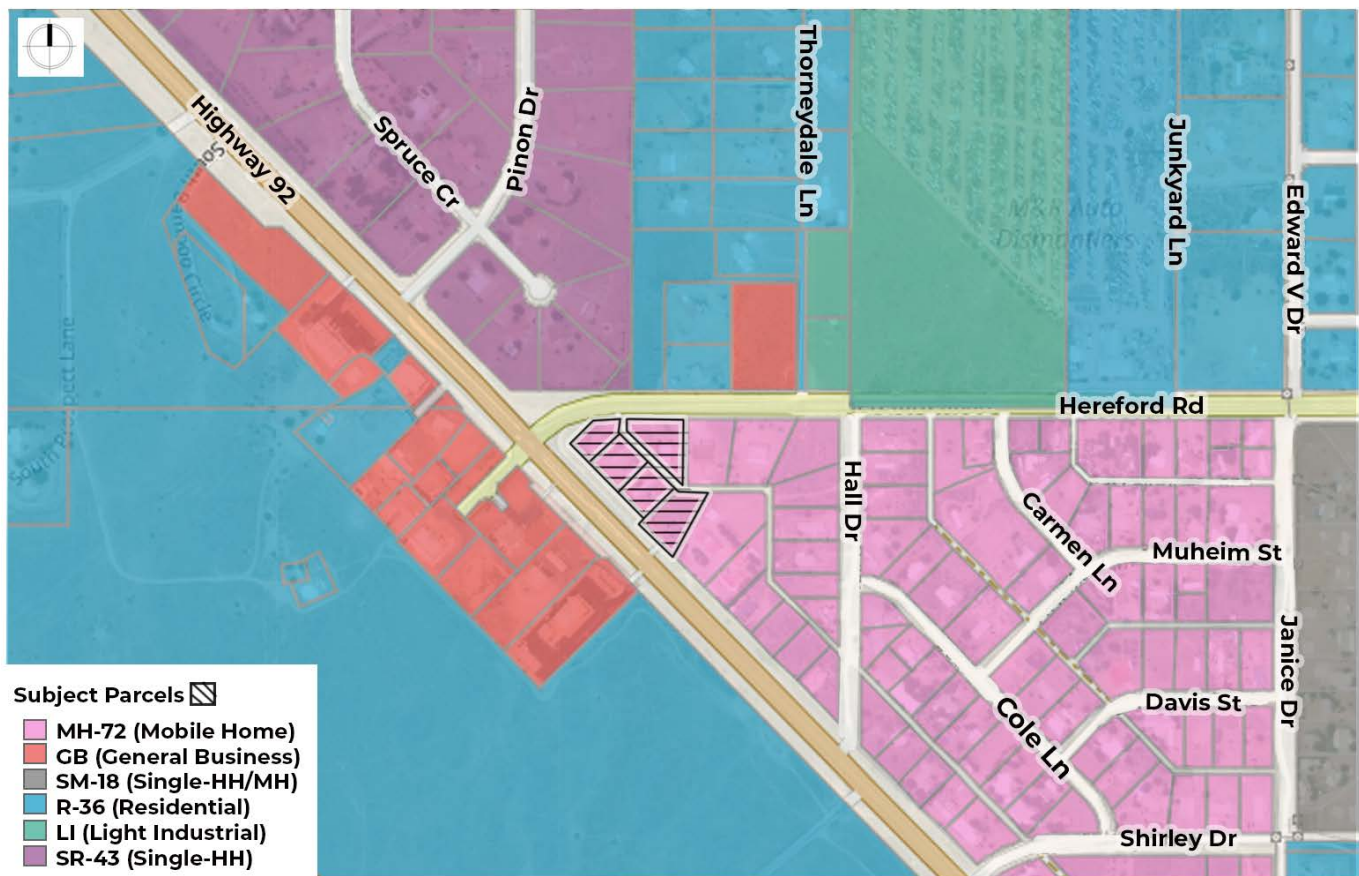 Highway 92
Spruce Cr
Pinon Dr
Thorneydale Ln
Junkyard Ln
Edward V Dr
M&R Auto
Dismantlers
Circle
South Prospect Lane
Hereford Rd
Hall Dr
Carmen Ln
Muheim St
Janice Dr
Davis St
Cole Ln
Shirley Dr
Subject Parcels
MH-72 (Mobile Home)
GB (General Business)
SM-18 (Single-HH/MH)
R-36 (Residential)
LI (Light Industrial)
SR-43 (Single-HH)